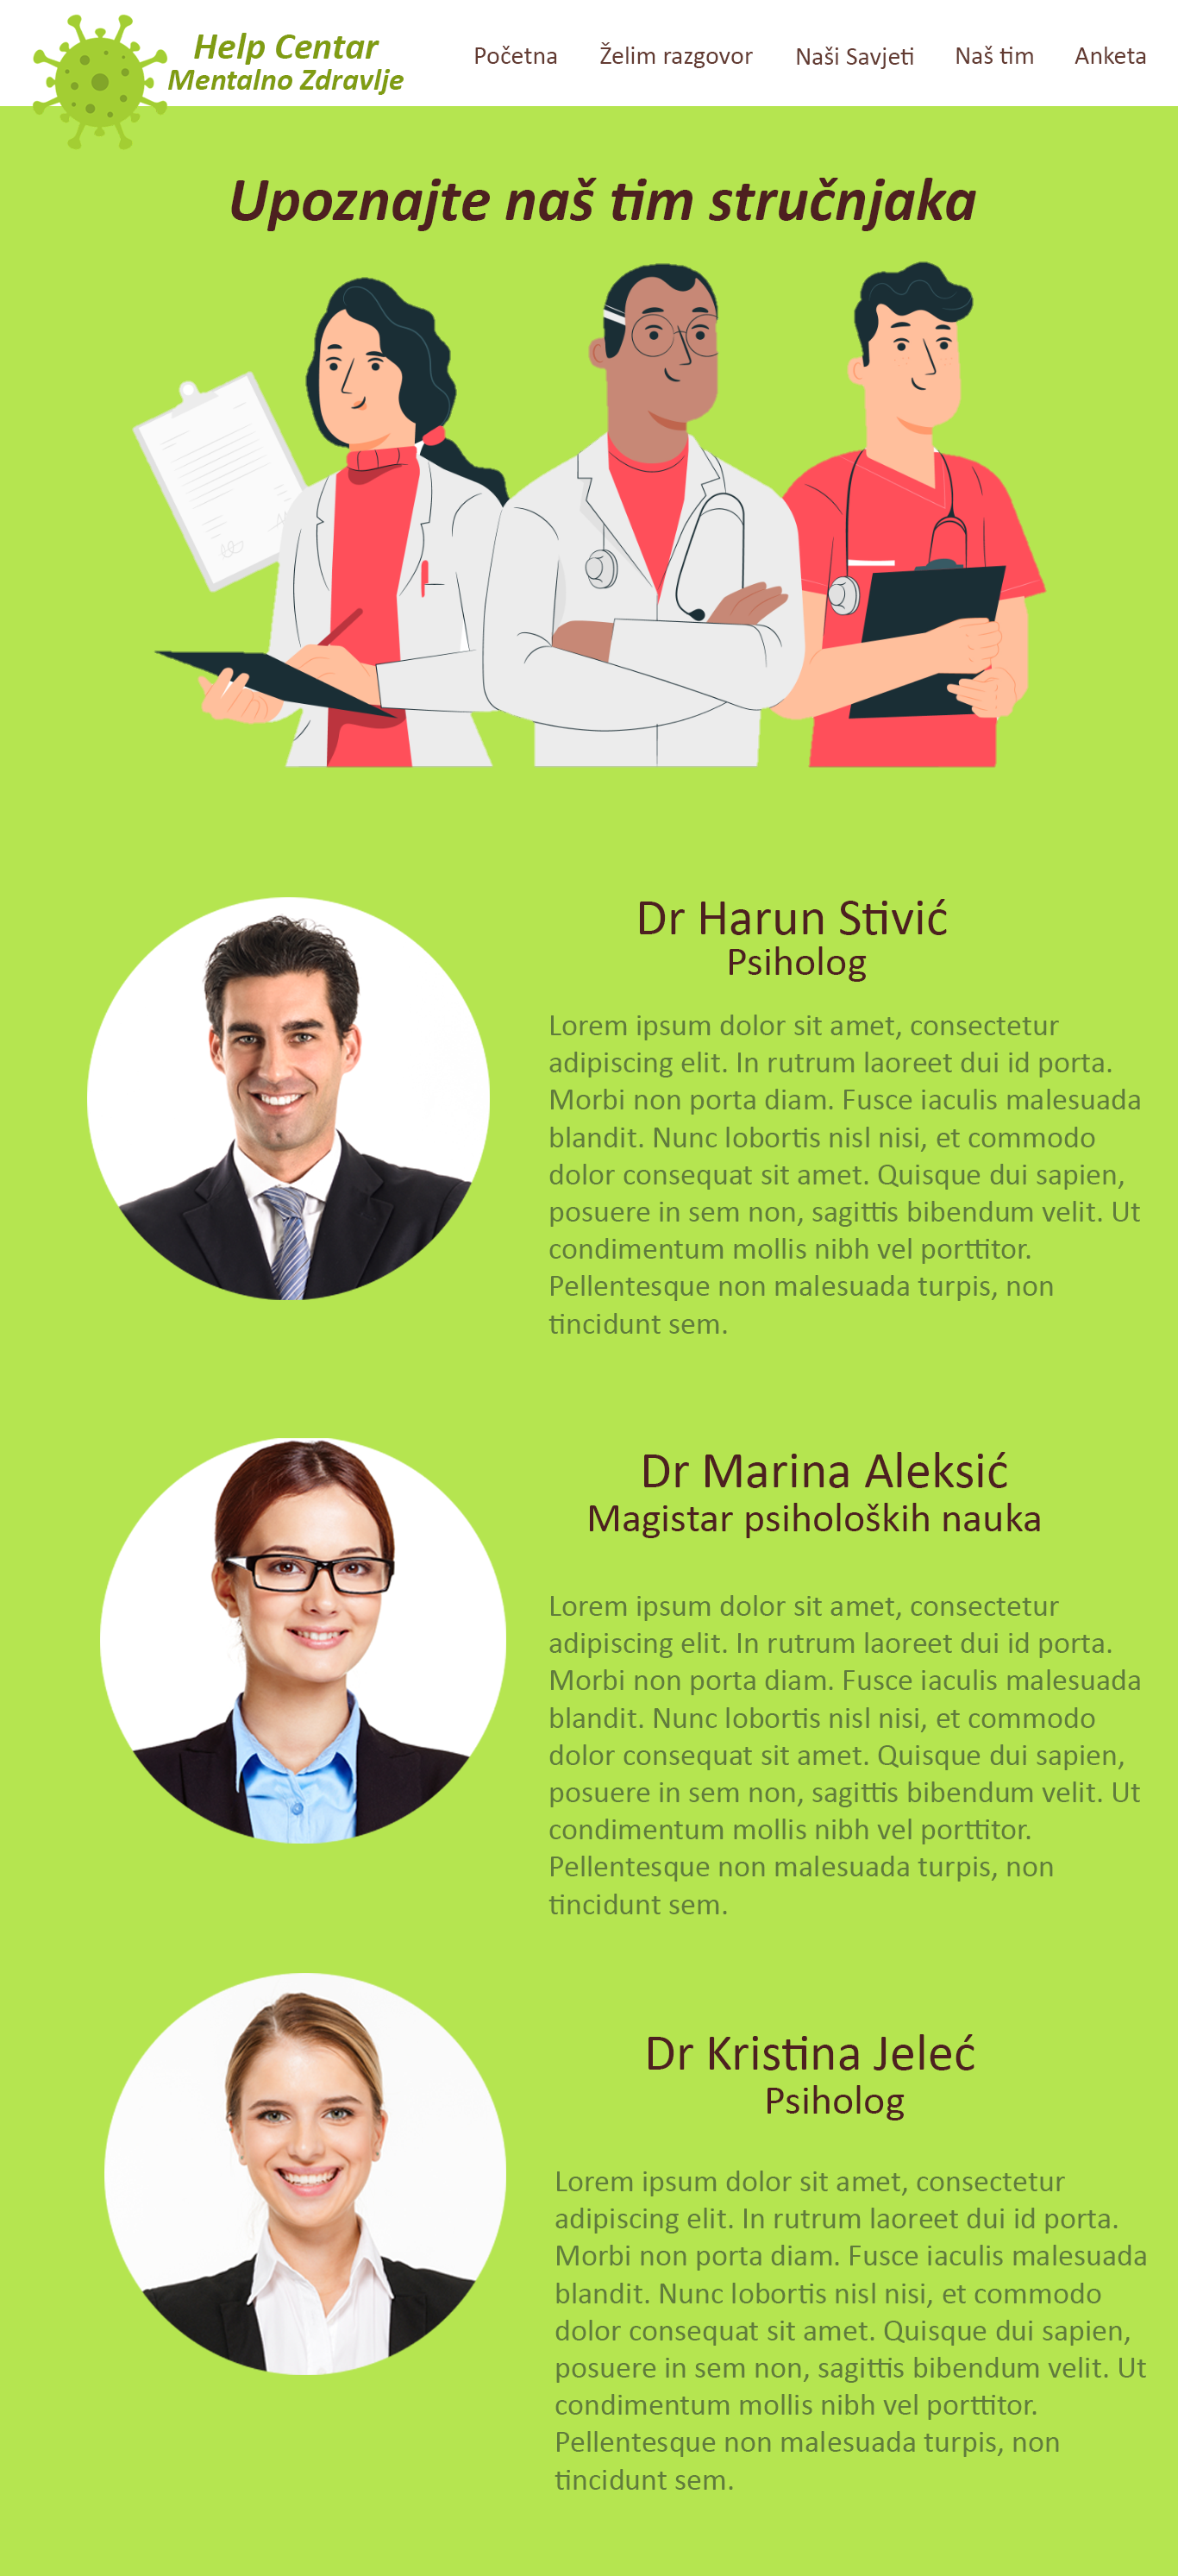 Help Centar
Mentalno Zdravlje
Početna Želim razgovor Naši Savjeti Naš tim Anketa
Upoznajte naš tim stručnjaka
Dr Harun Stivić
Psiholog
Lorem ipsum dolor sit amet, consectetur
adipiscing elit. In rutrum laoreet dui id porta.
Morbi non porta diam. Fusce iaculis malesuada
blandit. Nunc lobortis nisl nisi, et commodo
dolor consequat sit amet. Quisque dui sapien,
posuere in sem non, sagittis bibendum velit. Ut
condimentum mollis nibh vel porttitor.
Pellentesque non malesuada turpis, non
tincidunt sem.
Dr Marina Aleksić
Magistar psiholoških nauka
Lorem ipsum dolor sit amet, consectetur
adipiscing elit. In rutrum laoreet dui id porta.
Morbi non porta diam. Fusce iaculis malesuada
blandit. Nunc lobortis nisl nisi, et commodo
dolor consequat sit amet. Quisque dui sapien,
posuere in sem non, sagittis bibendum velit. Ut
condimentum mollis nibh vel porttitor.
Pellentesque non malesuada turpis, non
tincidunt sem.
Dr Kristina Jeleć
Psiholog
Lorem ipsum dolor sit amet, consectetur
adipiscing elit. In rutrum laoreet dui id porta.
Morbi non porta diam. Fusce iaculis malesuada
blandit. Nunc lobortis nisl nisi, et commodo
dolor consequat sit amet. Quisque dui sapien,
posuere in sem non, sagittis bibendum velit. Ut
condimentum mollis nibh vel porttitor.
Pellentesque non malesuada turpis, non
tincidunt sem.